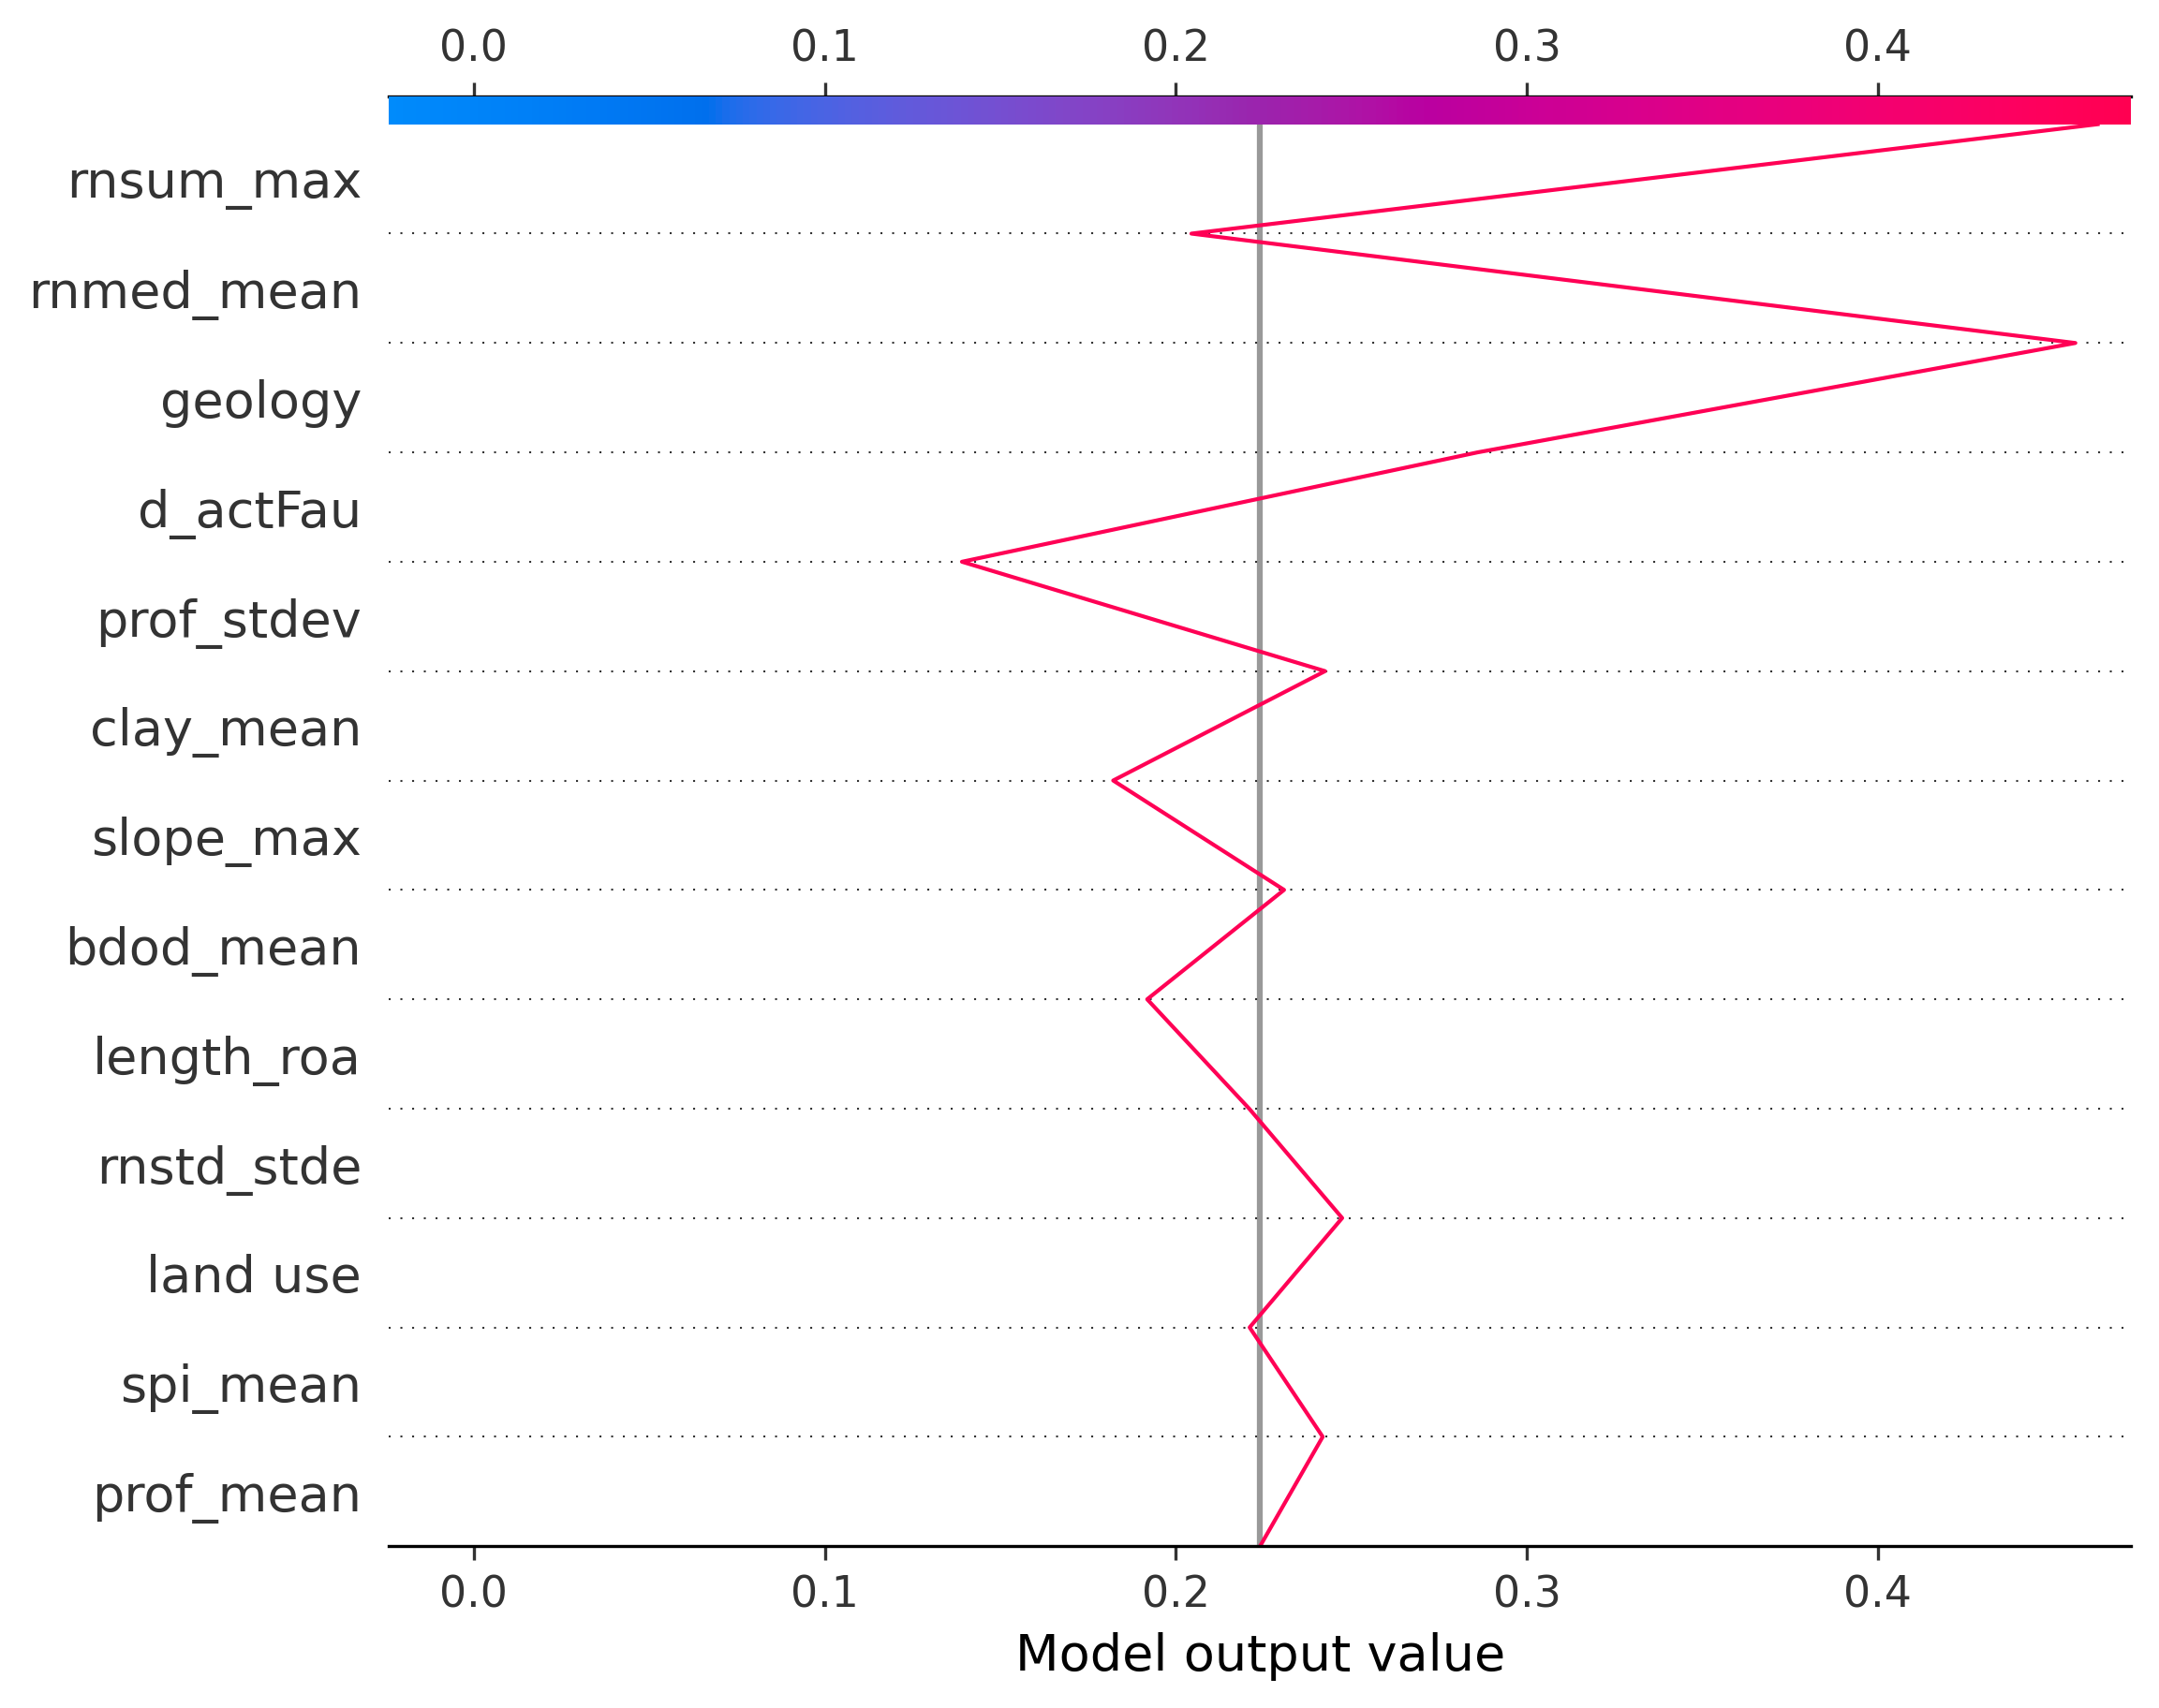 0.0 0.1 0.2 0.3 0.4
rnsum_max
rnmed_mean
geology
d_actFau
prof_stdev
clay_mean
slope_max
bdod_mean
length_roa
rnstd_stde
land use
spi_mean
prof_mean
0.0 0.1 0.2 0.3 0.4
Model output value